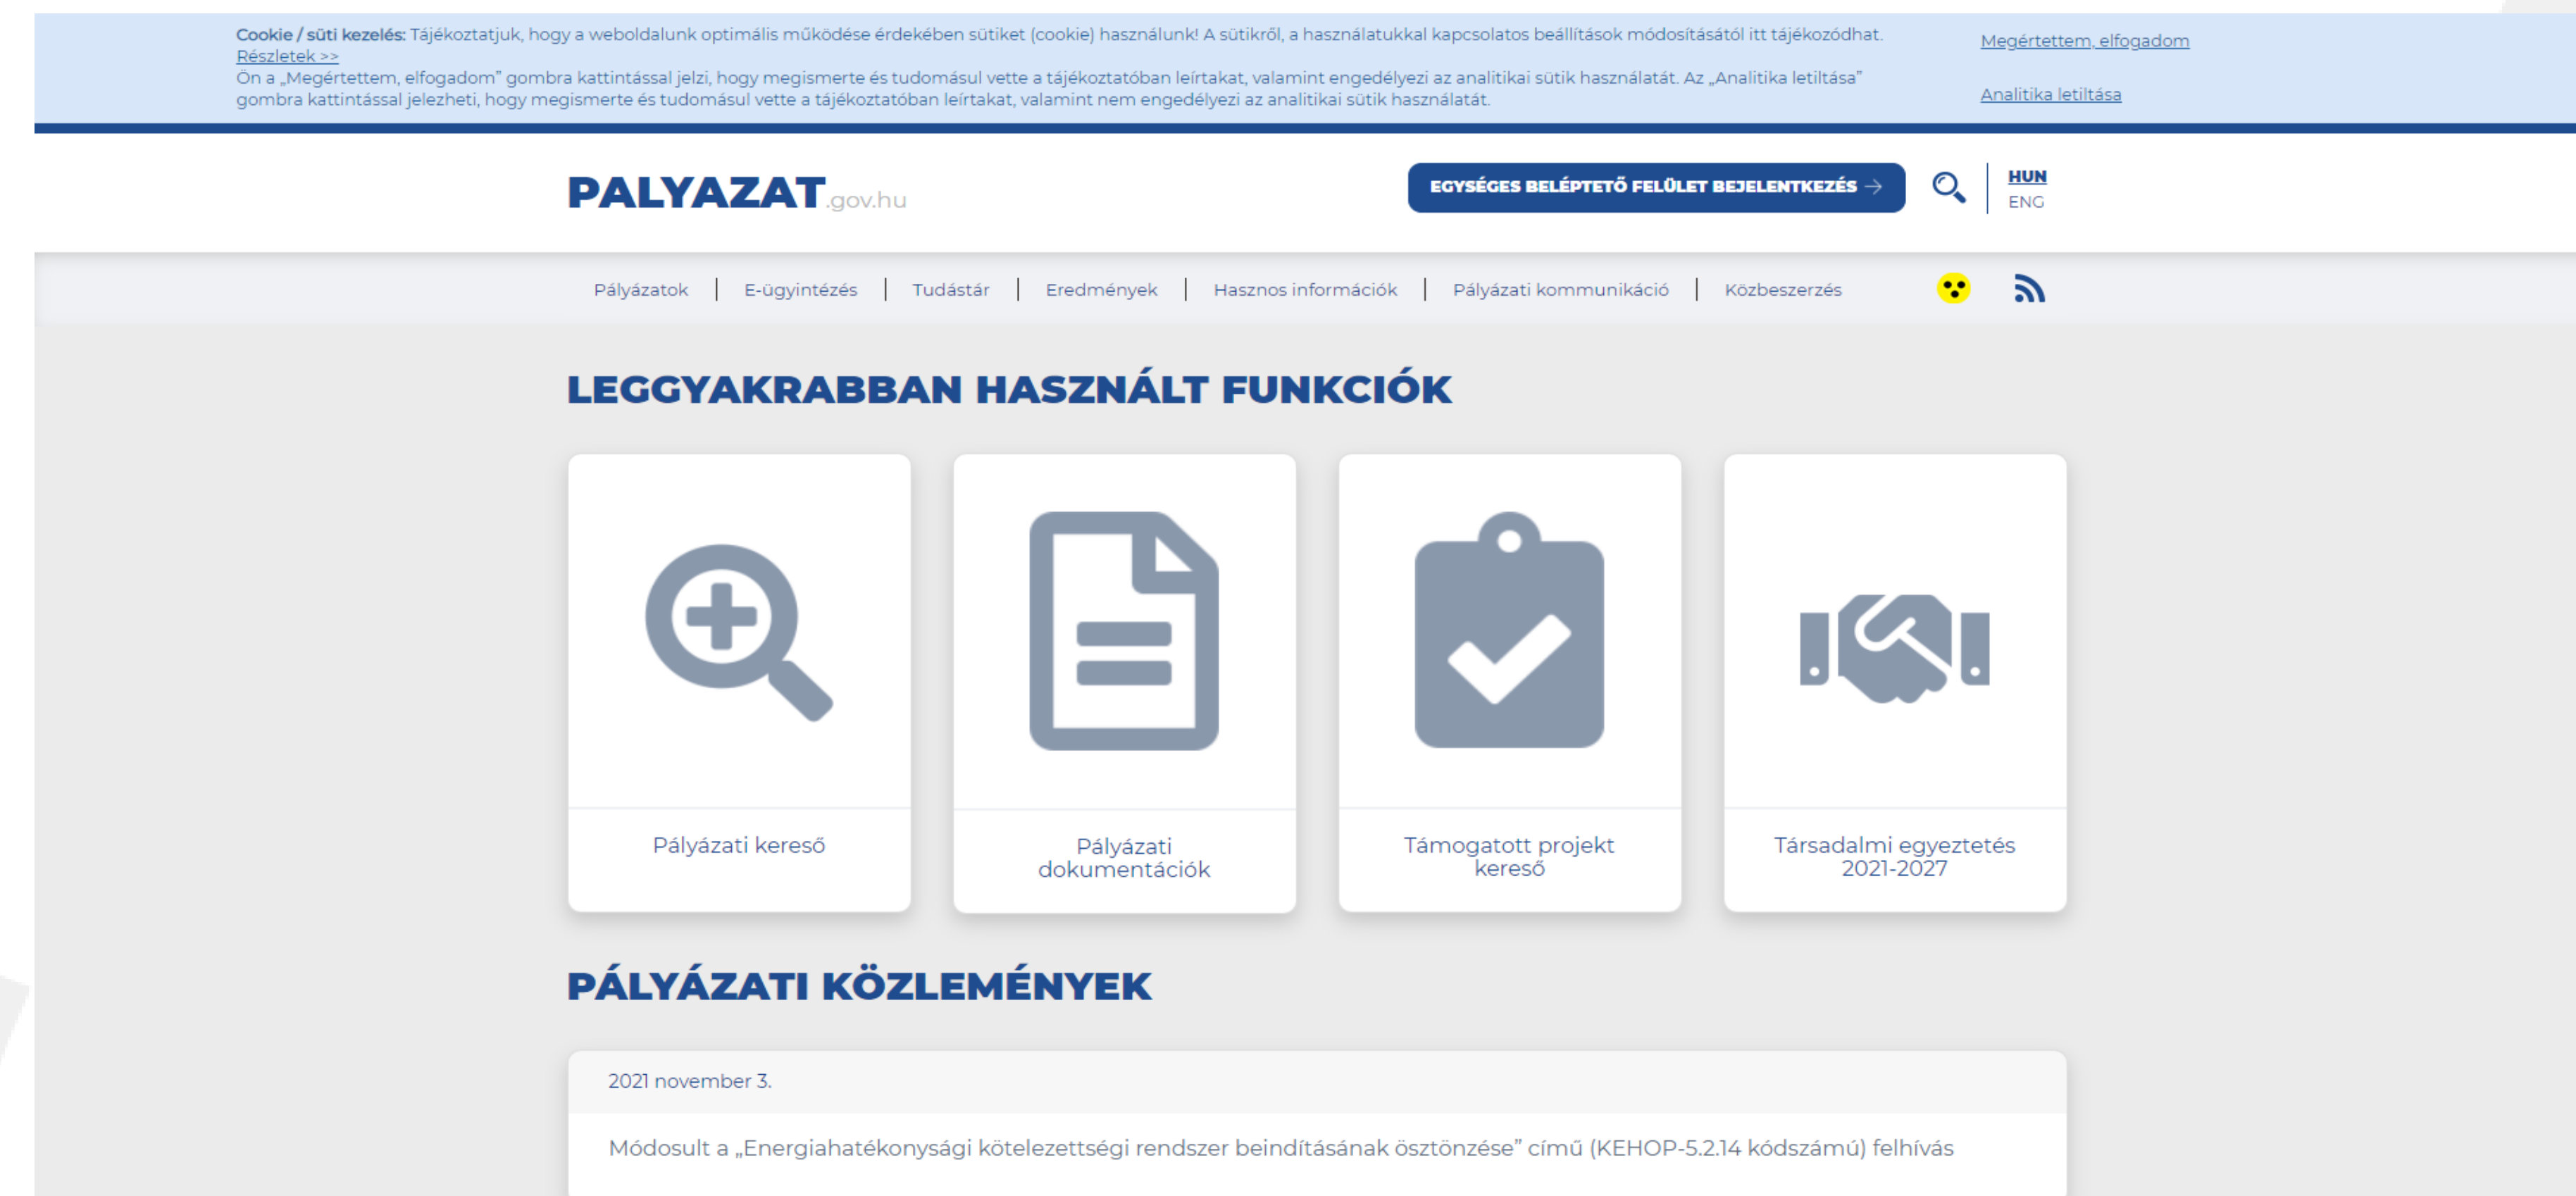 Cookie / süti kezelés: Tájékoztatjuk, hogy a weboldalunk optimális működése érdekében sütiket (cookie) használunk! A sütikről, a használatukkal kapcsolatos beállítások módosításától itt tájékozódhat.
Részletek >>
Ön a „Megértettem, elfogadom" gombra kattintással jelzi, hogy megismerte és tudomásul vette a tájékoztatóban leírtakat, valamint engedélyezi az analitikai sütik használatát. Az „Analitika letiltása"
gombra kattintással jelezheti, hogy megismerte és tudomásul vette a tájékoztatóban leírtakat, valamint nem engedélyezi az analitikai sütik használatát.
Megértettem, elfogadom
Analitika letiltása
PALYAZAT.gov.hu
EGYSÉGES BELÉPTETŐ FELÜLET BEJELENTKEZÉS →
HUN
ENG
Pályázatok | E-ügyintézés | Tudástár | Eredmények | Hasznos információk | Pályázati kommunikáció | Közbeszerzés
LEGGYAKRABBAN HASZNÁLT FUNKCIÓK
Pályázati kereső
Pályázati
dokumentációk
Támogatott projekt
kereső
Társadalmi egyeztetés
2021-2027
PÁLYÁZATI KÖZLEMÉNYEK
2021 november 3.
Módosult a „Energiahatékonysági kötelezettségi rendszer beindításának ösztönzése" című (KEHOP-5.2.14 kódszámú) felhívás